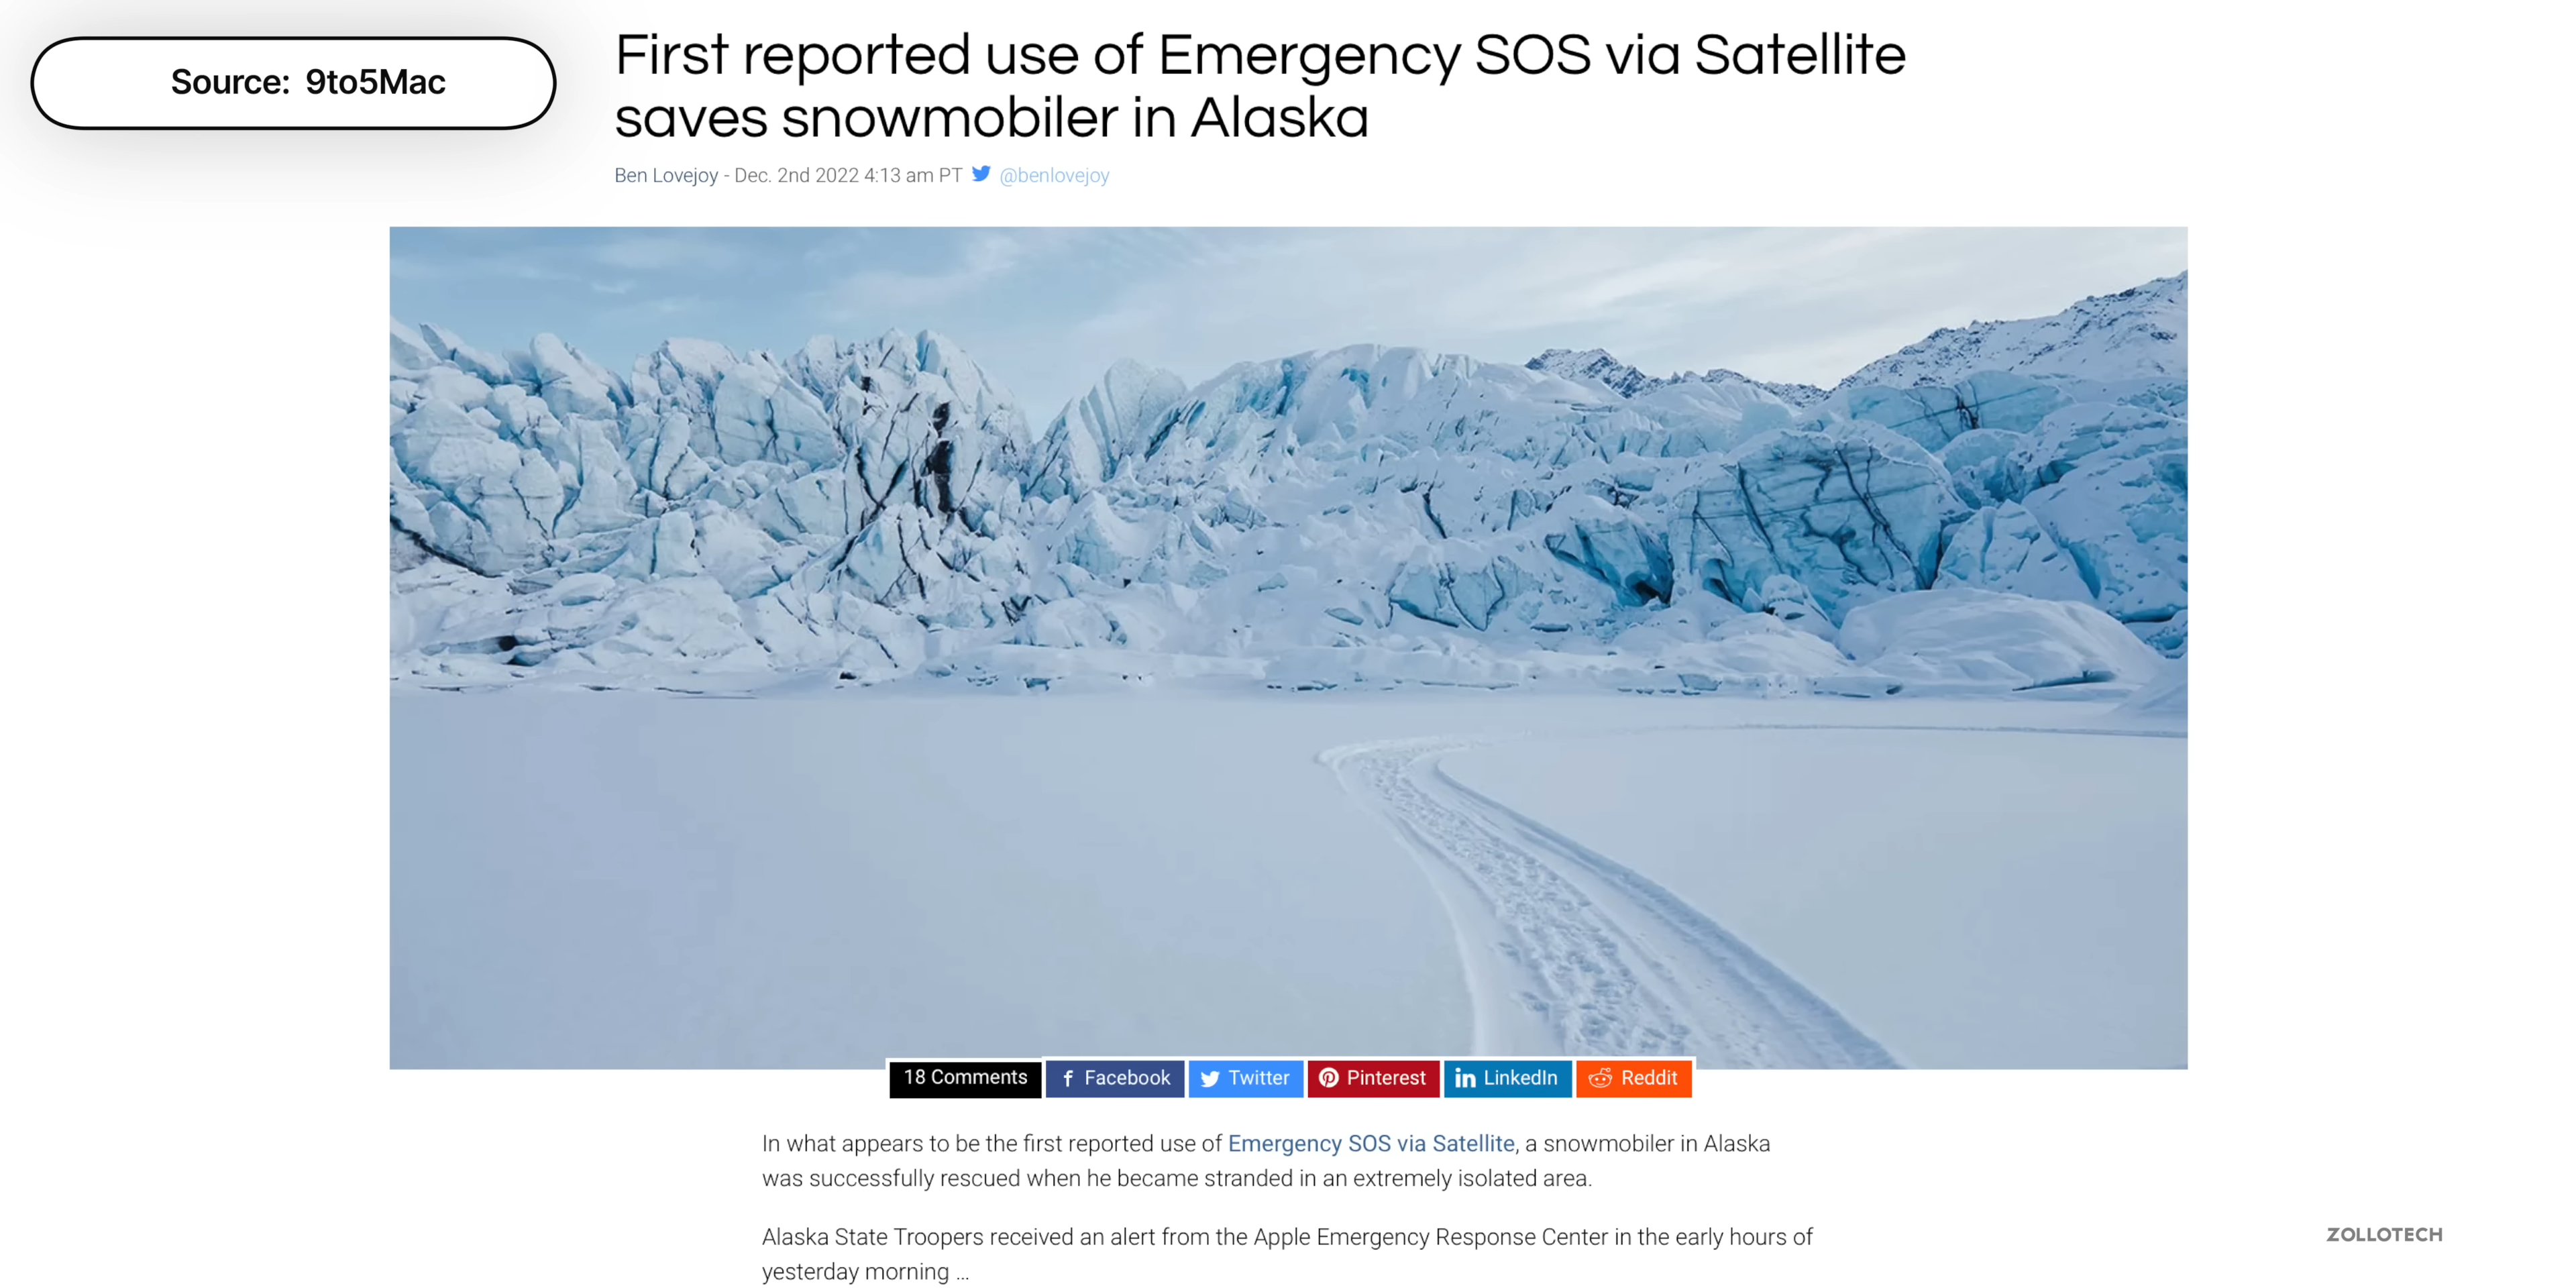 Source: 9to5Mac
First reported use of Emergency SOS via Satellite
saves snowmobiler in Alaska
Ben Lovejoy - Dec. 2nd 2022 4:13 am PT @benlovejoy
18 Comments Facebook Twitter Pinterest LinkedIn Reddit
In what appears to be the first reported use of Emergency SOS via Satellite, a snowmobiler in Alaska
was successfully rescued when he became stranded in an extremely isolated area.
Alaska State Troopers received an alert from the Apple Emergency Response Center in the early hours of
yesterday morning ...
ZOLLOTECH